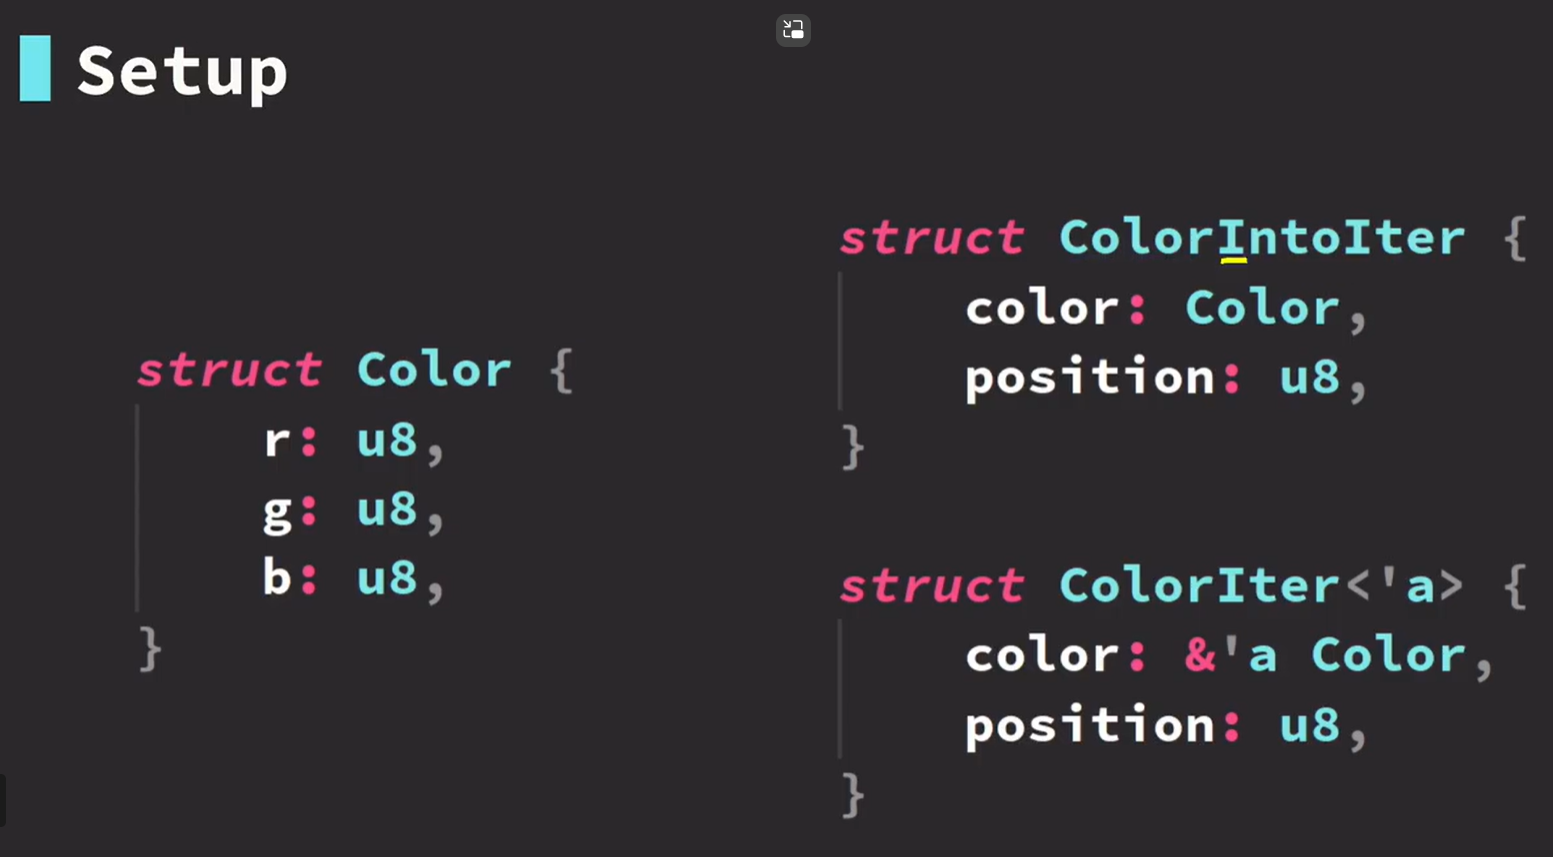 Setup
struct Color {
r: u8,
g: u8,
b: u8,
}
struct ColorIntoIter {
color: Color,
position: u8,
}
struct ColorIter<'a> {
color: &'a Color,
position: u8,
}